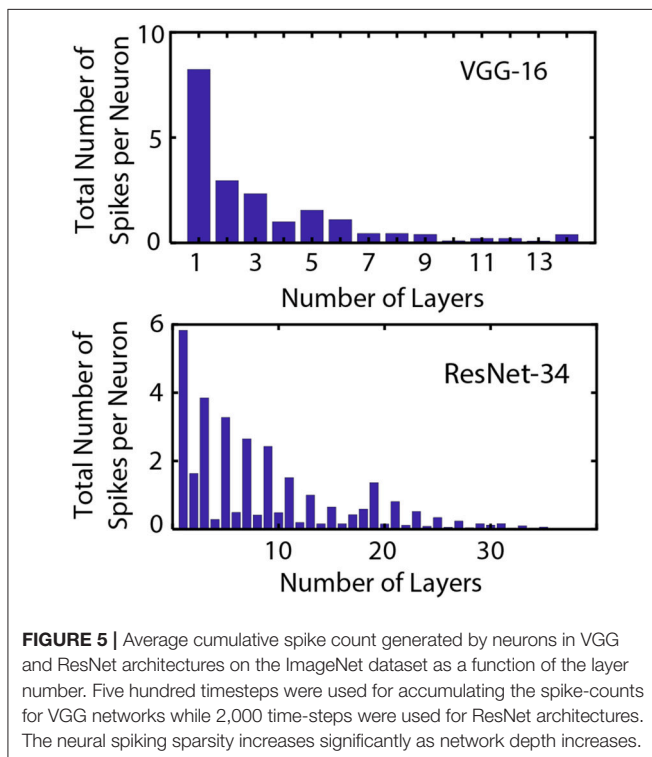 10
5
0
Total Number of
Spikes per Neuron
VGG-16
1 3 5 7 9 11 13
Number of Layers
6
4
2
0
Total Number of
Spikes per Neuron
ResNet-34
10 20 30
Number of Layers
FIGURE 5 | Average cumulative spike count generated by neurons in VGG
and ResNet architectures on the ImageNet dataset as a function of the layer
number. Five hundred timesteps were used for accumulating the spike-counts
for VGG networks while 2,000 time-steps were used for ResNet architectures.
The neural spiking sparsity increases significantly as network depth increases.